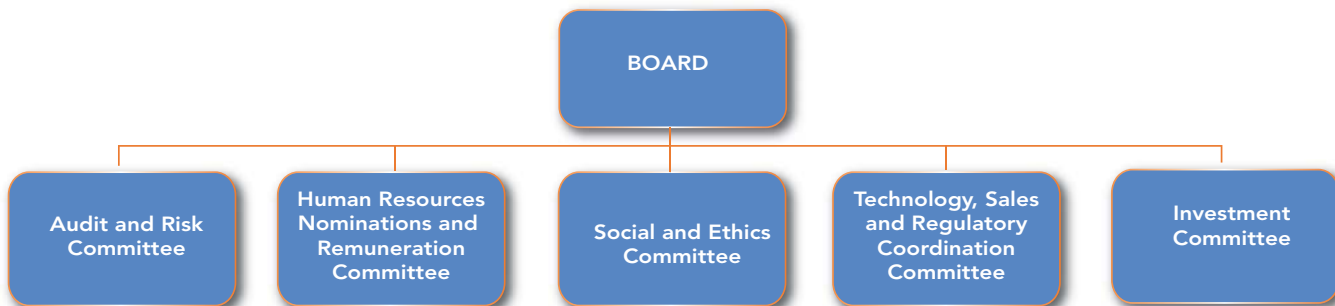 BOARD
Audit and Risk
Committee
Human Resources
Nominations and
Remuneration
Committee
Social and Ethics
Committee
Technology, Sales
and Regulatory
Coordination
Committee
Investment
Committee